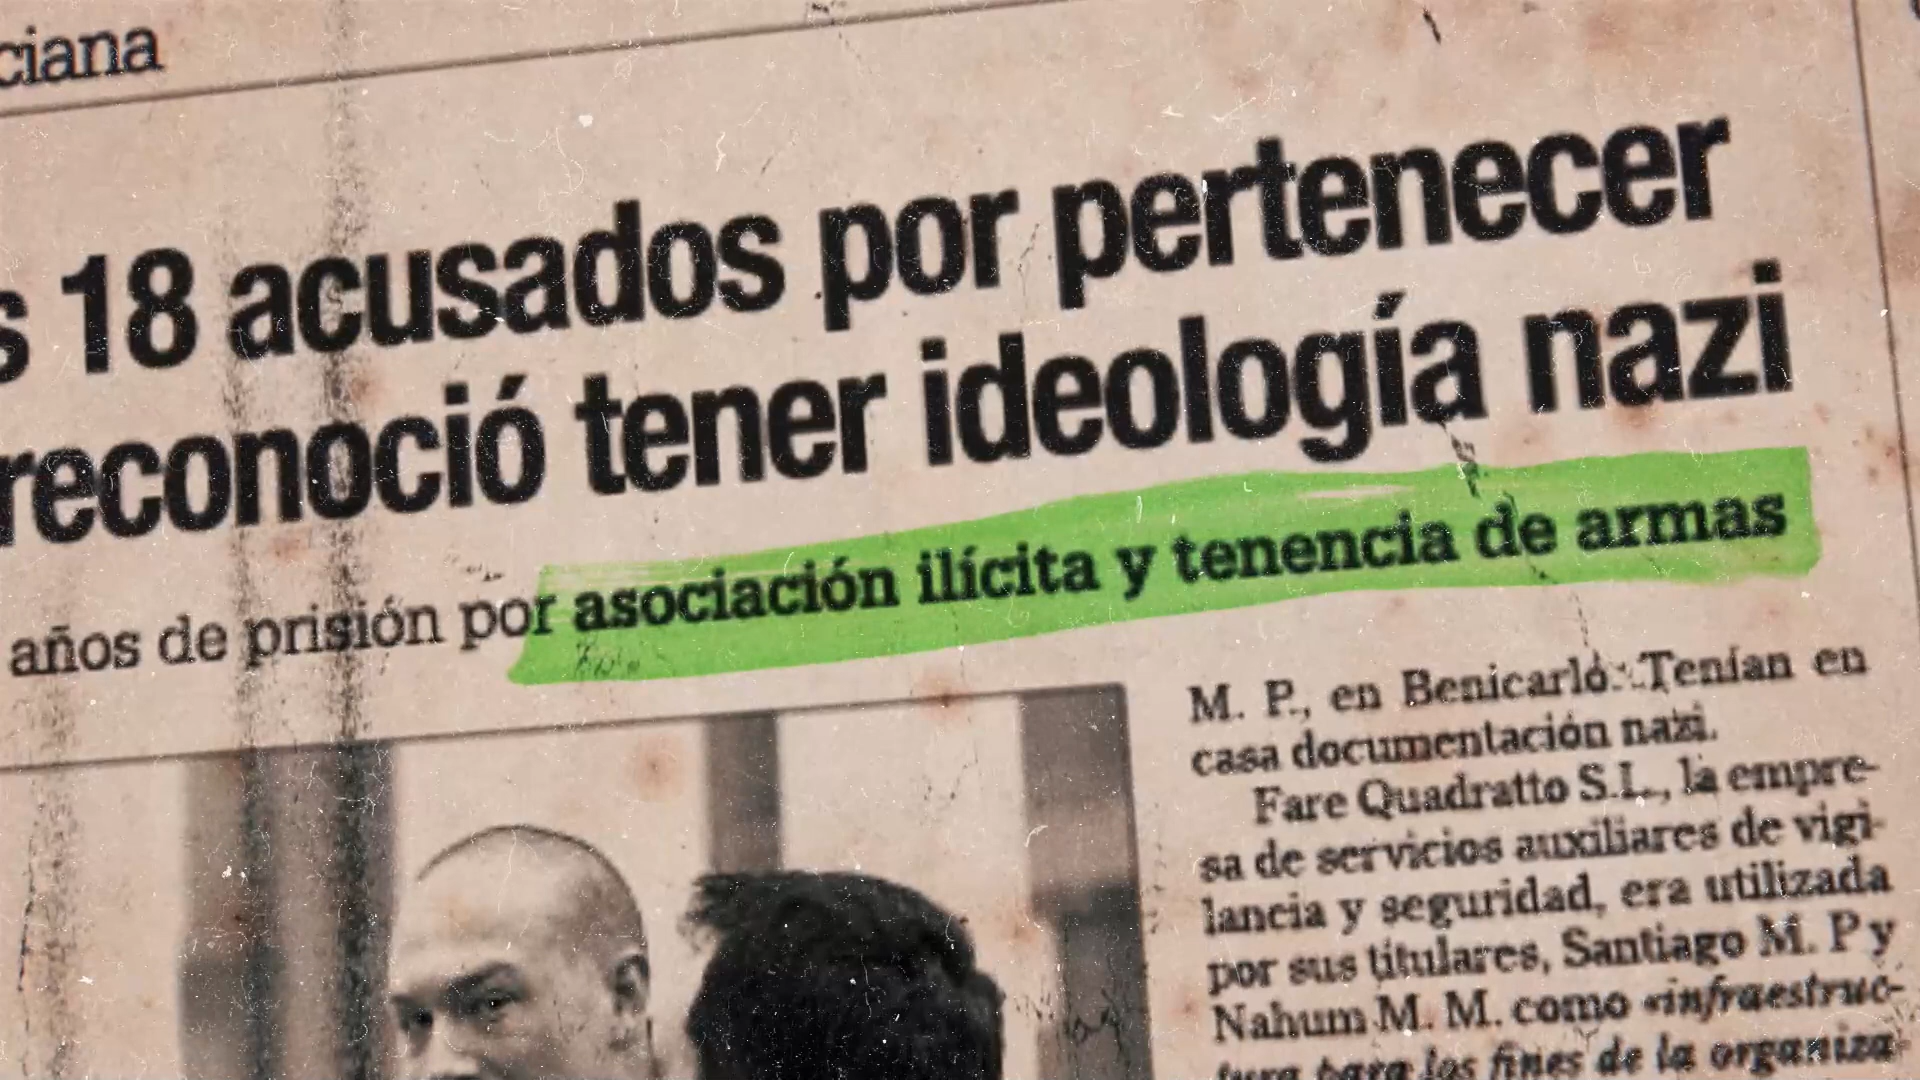 ciana
s 18 acusados por pertenecer
reconoció tener ideología nazi
años de prisión por asociación ilícita y tenencia de armas
M. P., en Benicarló. Tenían en
casa documentación nazi.
Fare Quadratto S.L., la empre-
sa de servicios auxiliares de vigi-
lancia y seguridad, era utilizada
por sus titulares, Santiago M. P y
Nahum M. M. como «infraestruc-
tura para los fines de la organiza-